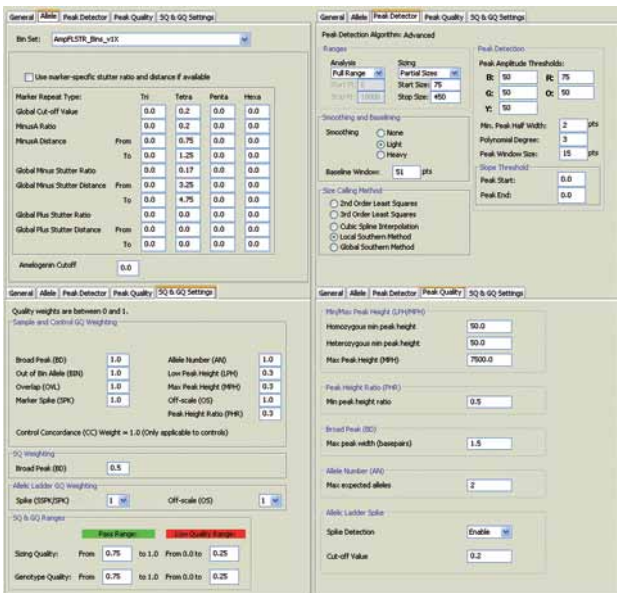 General Allele Peak Detector Peak Quality SQ & GQ Settings
Bin Set: AmpFLSTR_Bins_v1X
Use marker-specific stutter ratio and distance if available
Marker Repeat Type: Tri Tetra Penta Hexa
Global Cut-off Value 0.0 0.2 0.0 0.0
MinusA Ratio 0.0 0.2 0.0 0.0
MinusA Distance From 0.0 0.75 0.0 0.0
To 0.0 1.25 0.0 0.0
Global Minus Stutter Ratio 0.0 0.17 0.0 0.0
Global Minus Stutter Distance From 0.0 3.25 0.0 0.0
To 0.0 4.75 0.0 0.0
Global Plus Stutter Ratio 0.0 0.0 0.0 0.0
Global Plus Stutter Distance From 0.0 0.0 0.0 0.0
To 0.0 0.0 0.0 0.0
Amelogenin Cutoff 0.0
General Allele Peak Detector Peak Quality SQ & GQ Settings
Peak Detection Algorithm: Advanced
Ranges
Analysis Sizing
Full Range Partial Sizes
Start Size: 75
Stop Size: 450
Smoothing and Baselining
Smoothing None
Light
Heavy
Baseline Window: 51 pts
Size Calling Method
2nd Order Least Squares
3rd Order Least Squares
Cubic Spline Interpolation
Local Southern Method
Global Southern Method
Peak Detection
Peak Amplitude Thresholds:
B: 50 R: 75
G: 50 O: 50
Y: 50
Min. Peak Half Width: 2 pts
Polynomial Degree: 3
Peak Window Size: 15 pts
Slope Threshold
Peak Start: 0.0
Peak End: 0.0
General Allele Peak Detector Peak Quality SQ & GQ Settings
Quality weights are between 0 and 1.
Sample and Control GQ Weighting
Broad Peak (BD) 1.0 Allele Number (AN) 1.0
Out of Bin Allele (BIN) 1.0 Low Peak Height (LPH) 0.3
Overlap (OVL) 1.0 Max Peak Height (MPH) 0.3
Marker Spike (SPK) 1.0 Off-scale (OS) 1.0
Peak Height Ratio (PHR) 0.3
Control Concordance (CC) Weight = 1.0 (Only applicable to controls)
SQ Weighting
Broad Peak (BD) 0.5
Allelic Ladder GQ Weighting
Spike (SSPK/SPK) 1 Off-scale (OS) 1
SQ & GQ Ranges
Pass Range: Low Quality Range:
Sizing Quality: From 0.75 to 1.0 From 0.0 to 0.25
Genotype Quality: From 0.75 to 1.0 From 0.0 to 0.25
General Allele Peak Detector Peak Quality SQ & GQ Settings
Min/Max Peak Height (LPH/MPH)
Homozygous min peak height 50.0
Heterozygous min peak height 50.0
Max Peak Height (MPH) 7500.0
Peak Height Ratio (PHR)
Min peak height ratio 0.5
Broad Peak (BD)
Max peak width (basepairs) 1.5
Allele Number (AN)
Max expected alleles 2
Allelic Ladder Spike
Spike Detection Enable
Cut-off Value 0.2